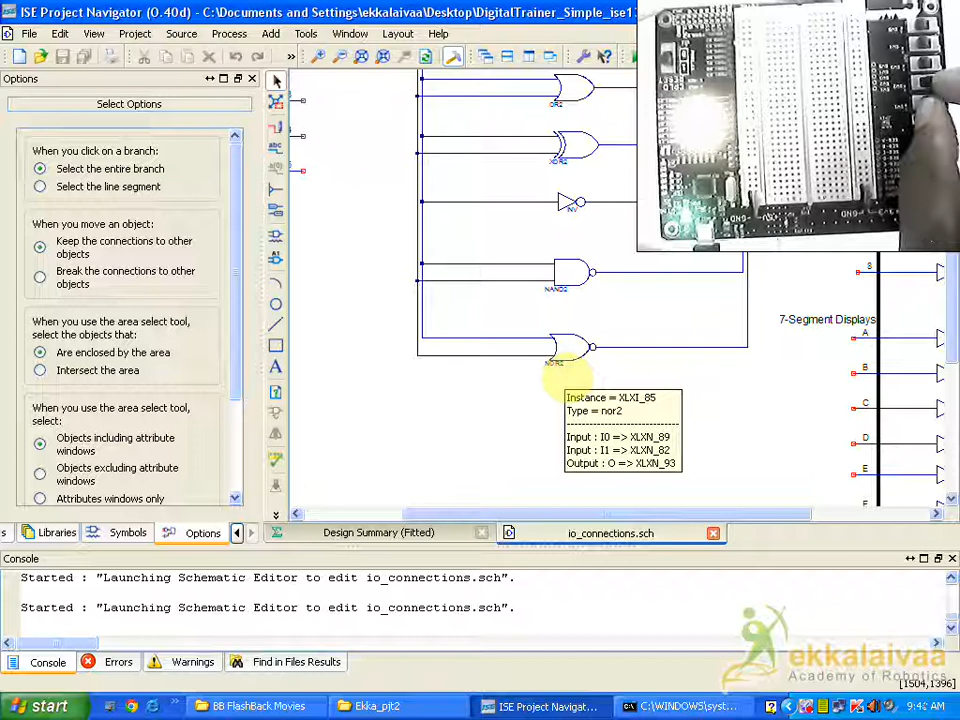 ISE Project Navigator (O.40d) - C:\Documents and Settings\ekkalaivaa\Desktop\DigitalTrainer_Simple_ise1
File Edit View Project Source Process Add Tools Window Layout Help
Options
Select Options
When you click on a branch:
Select the entire branch
Select the line segment
When you move an object:
Keep the connections to other
objects
Break the connections to other
objects
When you use the area select tool,
select the objects that:
Are enclosed by the area
Intersect the area
When you use the area select tool,
select:
Objects including attribute
windows
Objects excluding attribute
windows
Attributes windows only
OR2
XOR2
INV
NAND2
NOR2
Instance = XLXI_85
Type = nor2
Input : I0 => XLXN_89
Input : I1 => XLXN_82
Output : O => XLXN_93
8
7-Segment Displays
A
B
C
D
E
F
s Libraries Symbols Options
Design Summary (Fitted) io_connections.sch
Console
Started : "Launching Schematic Editor to edit io_connections.sch".
Started : "Launching Schematic Editor to edit io_connections.sch".
ekkalaivaa
Academy of Robotics
Console Errors Warnings Find in Files Results
[1504,1396]
start BB FlashBack Movies Ekka_pjt2 ISE Project Navigat... C:\WINDOWS\syst...